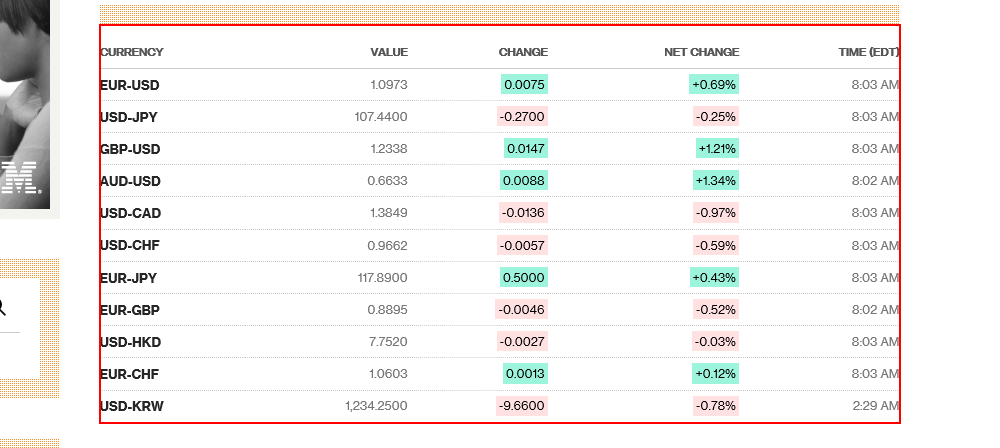 CURRENCY VALUE CHANGE NET CHANGE TIME (EDT)
EUR-USD 1.0973 0.0075 +0.69% 8:03 AM
USD-JPY 107.4400 -0.2700 -0.25% 8:03 AM
GBP-USD 1.2338 0.0147 +1.21% 8:03 AM
AUD-USD 0.6633 0.0088 +1.34% 8:02 AM
USD-CAD 1.3849 -0.0136 -0.97% 8:03 AM
USD-CHF 0.9662 -0.0057 -0.59% 8:03 AM
EUR-JPY 117.8900 0.5000 +0.43% 8:03 AM
EUR-GBP 0.8895 -0.0046 -0.52% 8:02 AM
USD-HKD 7.7520 -0.0027 -0.03% 8:03 AM
EUR-CHF 1.0603 0.0013 +0.12% 8:03 AM
USD-KRW 1,234.2500 -9.6600 -0.78% 2:29 AM